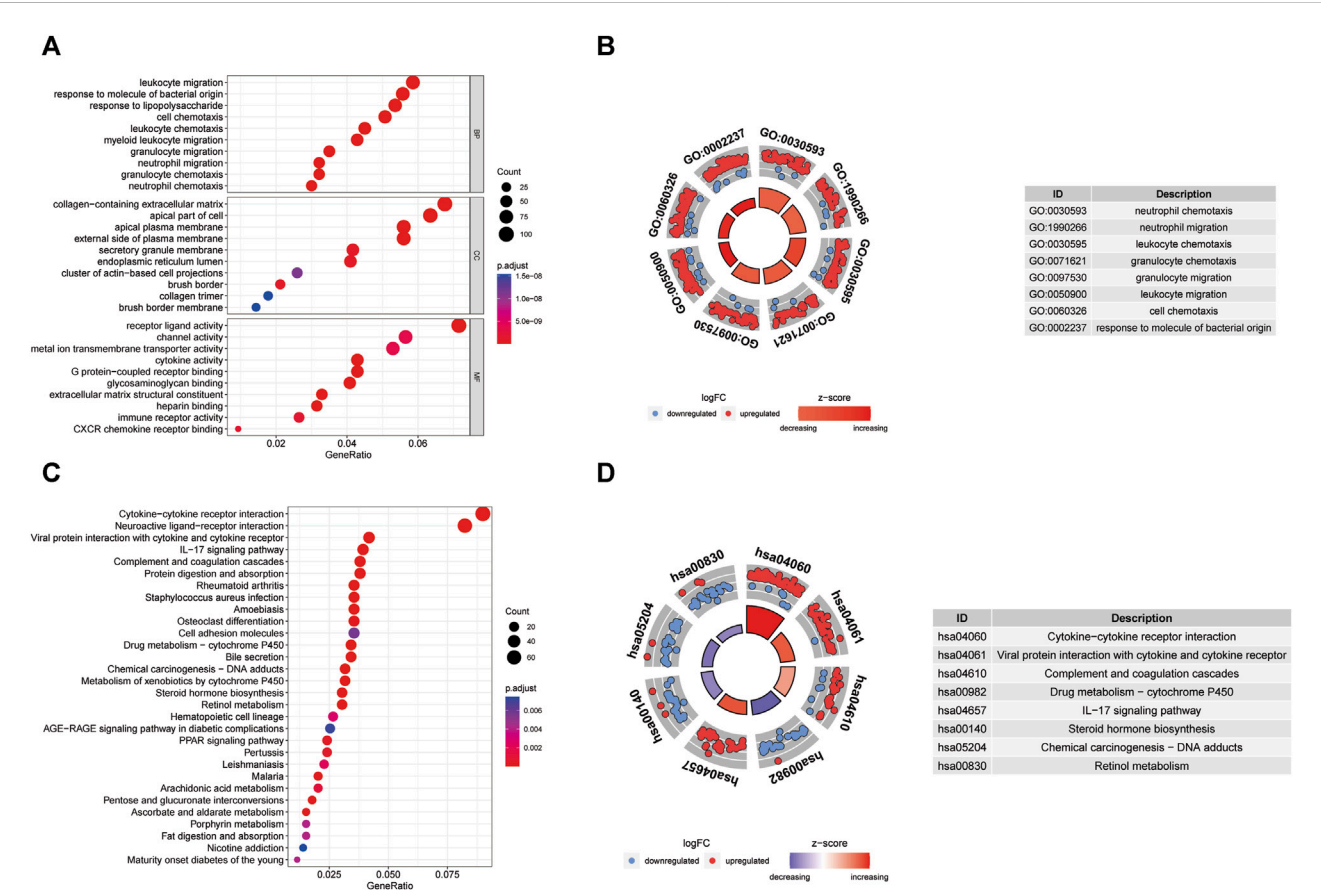 A
leukocyte migration
response to molecule of bacterial origin
response to lipopolysaccharide
cell chemotaxis
leukocyte chemotaxis
myeloid leukocyte migration
granulocyte migration
neutrophil migration
granulocyte chemotaxis
neutrophil chemotaxis
BP
collagen−containing extracellular matrix
apical part of cell
apical plasma membrane
external side of plasma membrane
secretory granule membrane
endoplasmic reticulum lumen
cluster of actin−based cell projections
brush border
collagen trimer
brush border membrane
CC
receptor ligand activity
channel activity
metal ion transmembrane transporter activity
cytokine activity
G protein−coupled receptor binding
glycosaminoglycan binding
extracellular matrix structural constituent
heparin binding
immune receptor activity
CXCR chemokine receptor binding
MF
0.02 0.04 0.06
GeneRatio
Count
25
50
75
100
p.adjust
1.5e−08
1.0e−08
5.0e−09
B
GO:0030593
GO:1990266
GO:0030595
GO:0071621
GO:0097530
GO:0050900
GO:0060326
GO:0002237
logFC
downregulated upregulated
z−score
decreasing increasing
ID Description
GO:0030593 neutrophil chemotaxis
GO:1990266 neutrophil migration
GO:0030595 leukocyte chemotaxis
GO:0071621 granulocyte chemotaxis
GO:0097530 granulocyte migration
GO:0050900 leukocyte migration
GO:0060326 cell chemotaxis
GO:0002237 response to molecule of bacterial origin
C
Cytokine−cytokine receptor interaction
Neuroactive ligand−receptor interaction
Viral protein interaction with cytokine and cytokine receptor
IL−17 signaling pathway
Complement and coagulation cascades
Protein digestion and absorption
Rheumatoid arthritis
Staphylococcus aureus infection
Amoebiasis
Osteoclast differentiation
Cell adhesion molecules
Drug metabolism − cytochrome P450
Bile secretion
Chemical carcinogenesis − DNA adducts
Metabolism of xenobiotics by cytochrome P450
Steroid hormone biosynthesis
Retinol metabolism
Hematopoietic cell lineage
AGE−RAGE signaling pathway in diabetic complications
PPAR signaling pathway
Pertussis
Leishmaniasis
Malaria
Arachidonic acid metabolism
Pentose and glucuronate interconversions
Ascorbate and aldarate metabolism
Porphyrin metabolism
Fat digestion and absorption
Nicotine addiction
Maturity onset diabetes of the young
0.025 0.050 0.075
GeneRatio
Count
20
40
60
p.adjust
0.006
0.004
0.002
D
hsa04060
hsa04061
hsa04610
hsa00982
hsa04657
hsa00140
hsa05204
hsa00830
logFC
downregulated upregulated
z−score
decreasing increasing
ID Description
hsa04060 Cytokine−cytokine receptor interaction
hsa04061 Viral protein interaction with cytokine and cytokine receptor
hsa04610 Complement and coagulation cascades
hsa00982 Drug metabolism − cytochrome P450
hsa04657 IL−17 signaling pathway
hsa00140 Steroid hormone biosynthesis
hsa05204 Chemical carcinogenesis − DNA adducts
hsa00830 Retinol metabolism